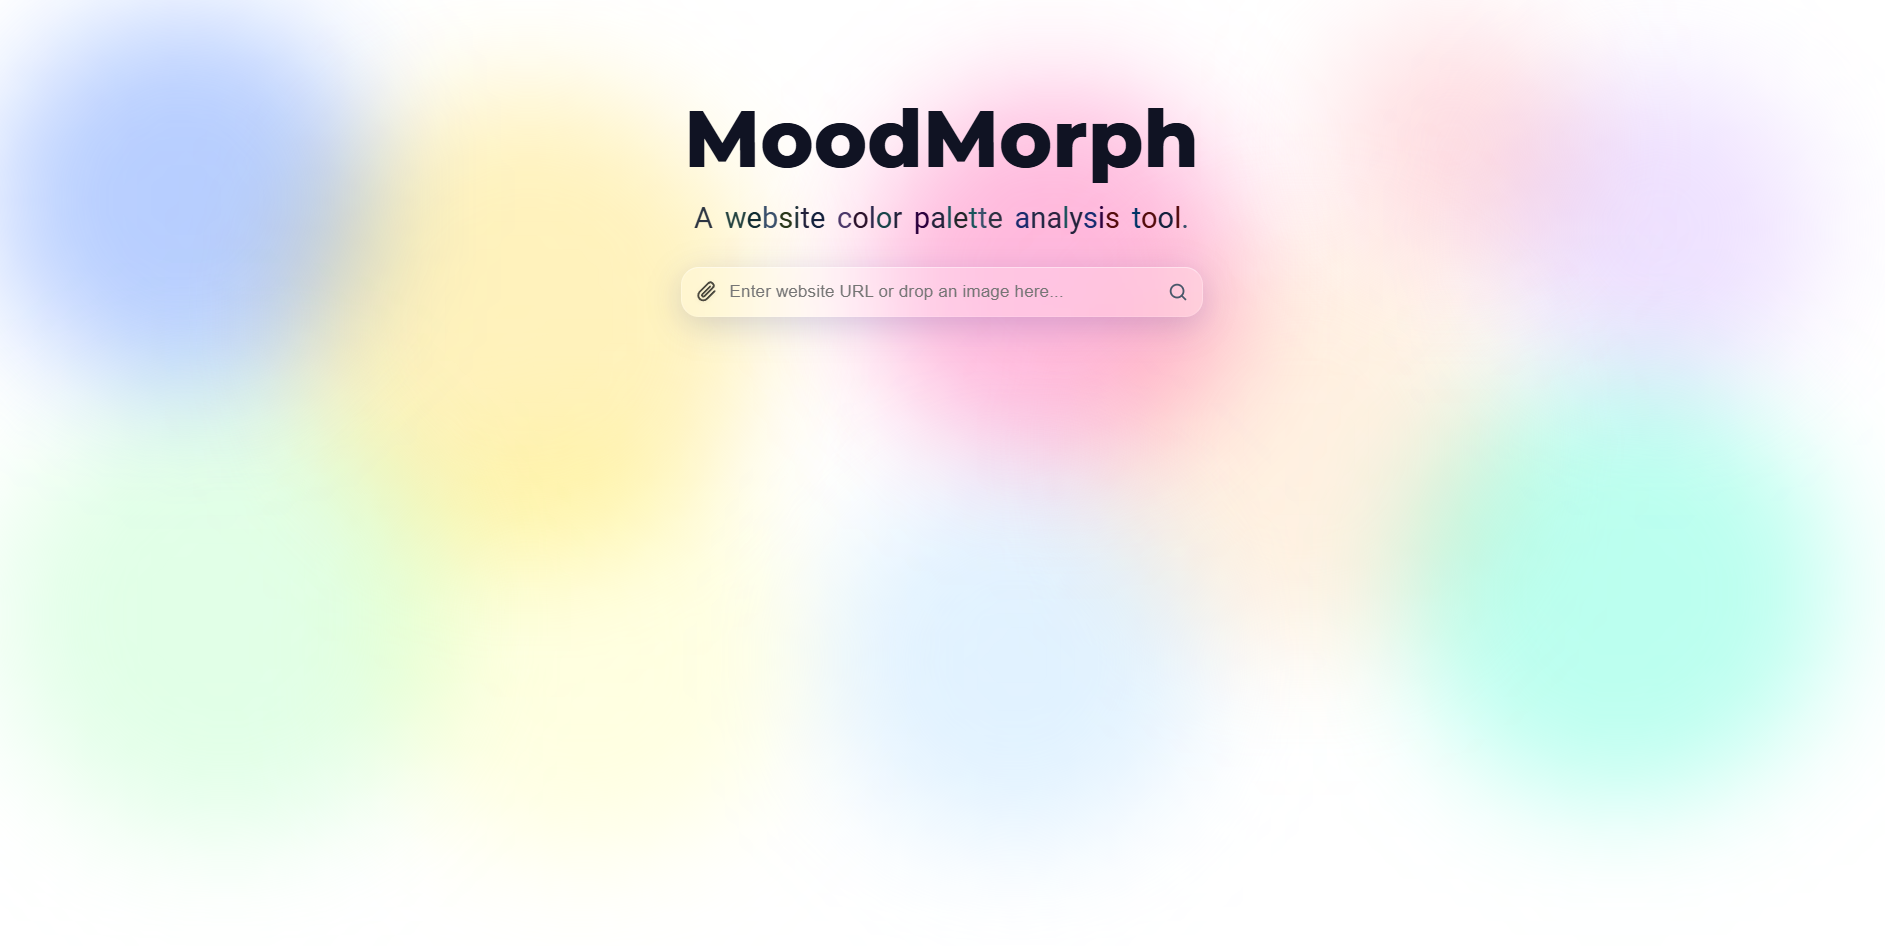 MoodMorph
A website color palette analysis tool.
Enter website URL or drop an image here...